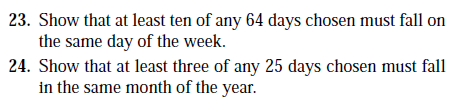 23. Show that at least ten of any 64 days chosen must fall on
the same day of the week.
24. Show that at least three of any 25 days chosen must fall
in the same month of the year.